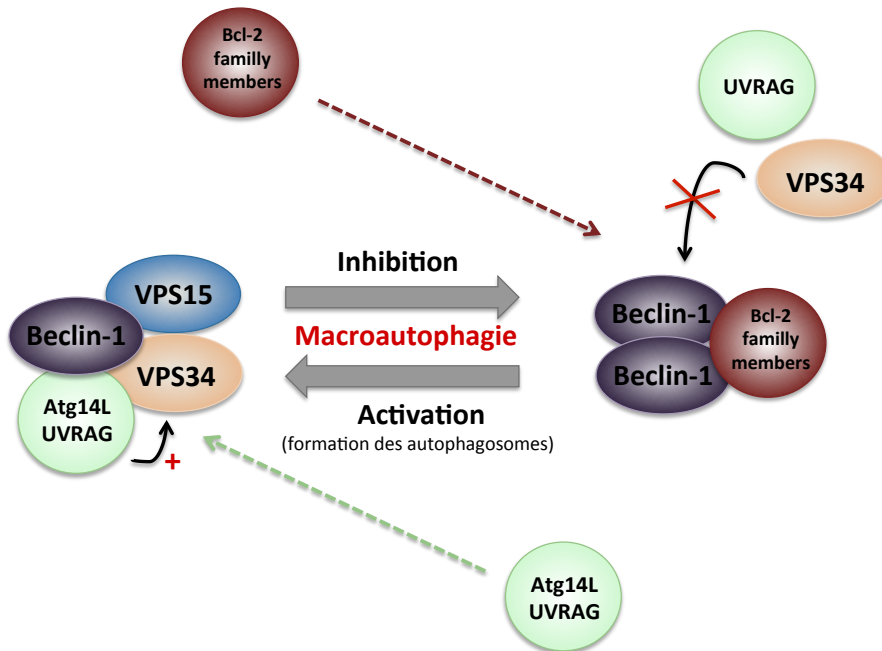 Bcl-2
familly
members
UVRAG
VPS34
Inhibition
VPS15
Beclin-1
VPS34
Atg14L
UVRAG
+
Macroautophagie
Beclin-1
Beclin-1
Bcl-2
familly
members
Activation
(formation des autophagosomes)
Atg14L
UVRAG